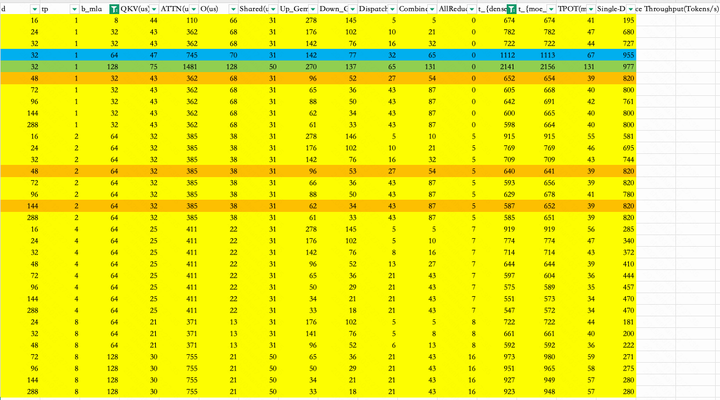 d tp b_mla QKV(us) ATTN(u O(us) Shared(c Up_Gem Down_G Dispatc Combin AllReduc t_{dens t_{moe_ TPOT(m Single-D ce Throughput(Tokens/s)
16 1 8 44 110 66 31 278 145 5 5 0 674 674 41 195
24 1 32 43 362 68 31 176 102 10 21 0 782 782 47 680
32 1 32 43 362 68 31 142 76 16 32 0 722 722 44 727
32 1 64 47 745 70 31 142 77 32 65 0 1112 1113 67 955
32 1 128 75 1481 128 50 270 137 65 131 0 2141 2156 131 977
48 1 32 43 362 68 31 96 52 27 54 0 652 654 39 820
72 1 32 43 362 68 31 65 36 43 87 0 605 668 40 800
96 1 32 43 362 68 31 88 50 43 87 0 642 691 42 761
144 1 32 43 362 68 31 62 34 43 87 0 600 665 40 800
288 1 32 43 362 68 31 61 33 43 87 0 598 664 40 800
16 2 64 32 385 38 31 278 146 5 10 5 915 915 55 581
24 2 64 32 385 38 31 176 102 10 21 5 769 769 46 695
32 2 64 32 385 38 31 142 76 16 32 5 709 709 43 744
48 2 64 32 385 38 31 96 53 27 54 5 640 641 39 820
72 2 64 32 385 38 31 66 36 43 87 5 593 656 39 820
96 2 64 32 385 38 31 88 50 43 87 5 629 678 41 780
144 2 64 32 385 38 31 62 34 43 87 5 587 652 39 820
288 2 64 32 385 38 31 61 33 43 87 5 585 651 39 820
16 4 64 25 411 22 31 278 145 5 5 7 919 919 56 285
24 4 64 25 411 22 31 176 102 5 10 7 774 774 47 340
32 4 64 25 411 22 31 142 76 8 16 7 714 714 43 372
48 4 64 25 411 22 31 96 52 13 27 7 644 644 39 410
72 4 64 25 411 22 31 65 36 21 43 7 597 604 36 444
96 4 64 25 411 22 31 50 29 21 43 7 575 589 35 457
144 4 64 25 411 22 31 34 21 21 43 7 551 573 34 470
288 4 64 25 411 22 31 33 18 21 43 7 547 572 34 470
24 8 64 21 371 13 31 176 102 5 5 8 722 722 44 181
32 8 64 21 371 13 31 141 76 5 8 8 661 661 40 200
48 8 64 21 371 13 31 96 52 6 13 8 592 592 36 222
72 8 128 30 755 21 50 65 36 21 43 16 973 980 59 271
96 8 128 30 755 21 50 50 29 21 43 16 951 965 58 275
144 8 128 30 755 21 50 34 21 21 43 16 927 949 57 280
288 8 128 30 755 21 50 33 18 21 43 16 923 948 57 280